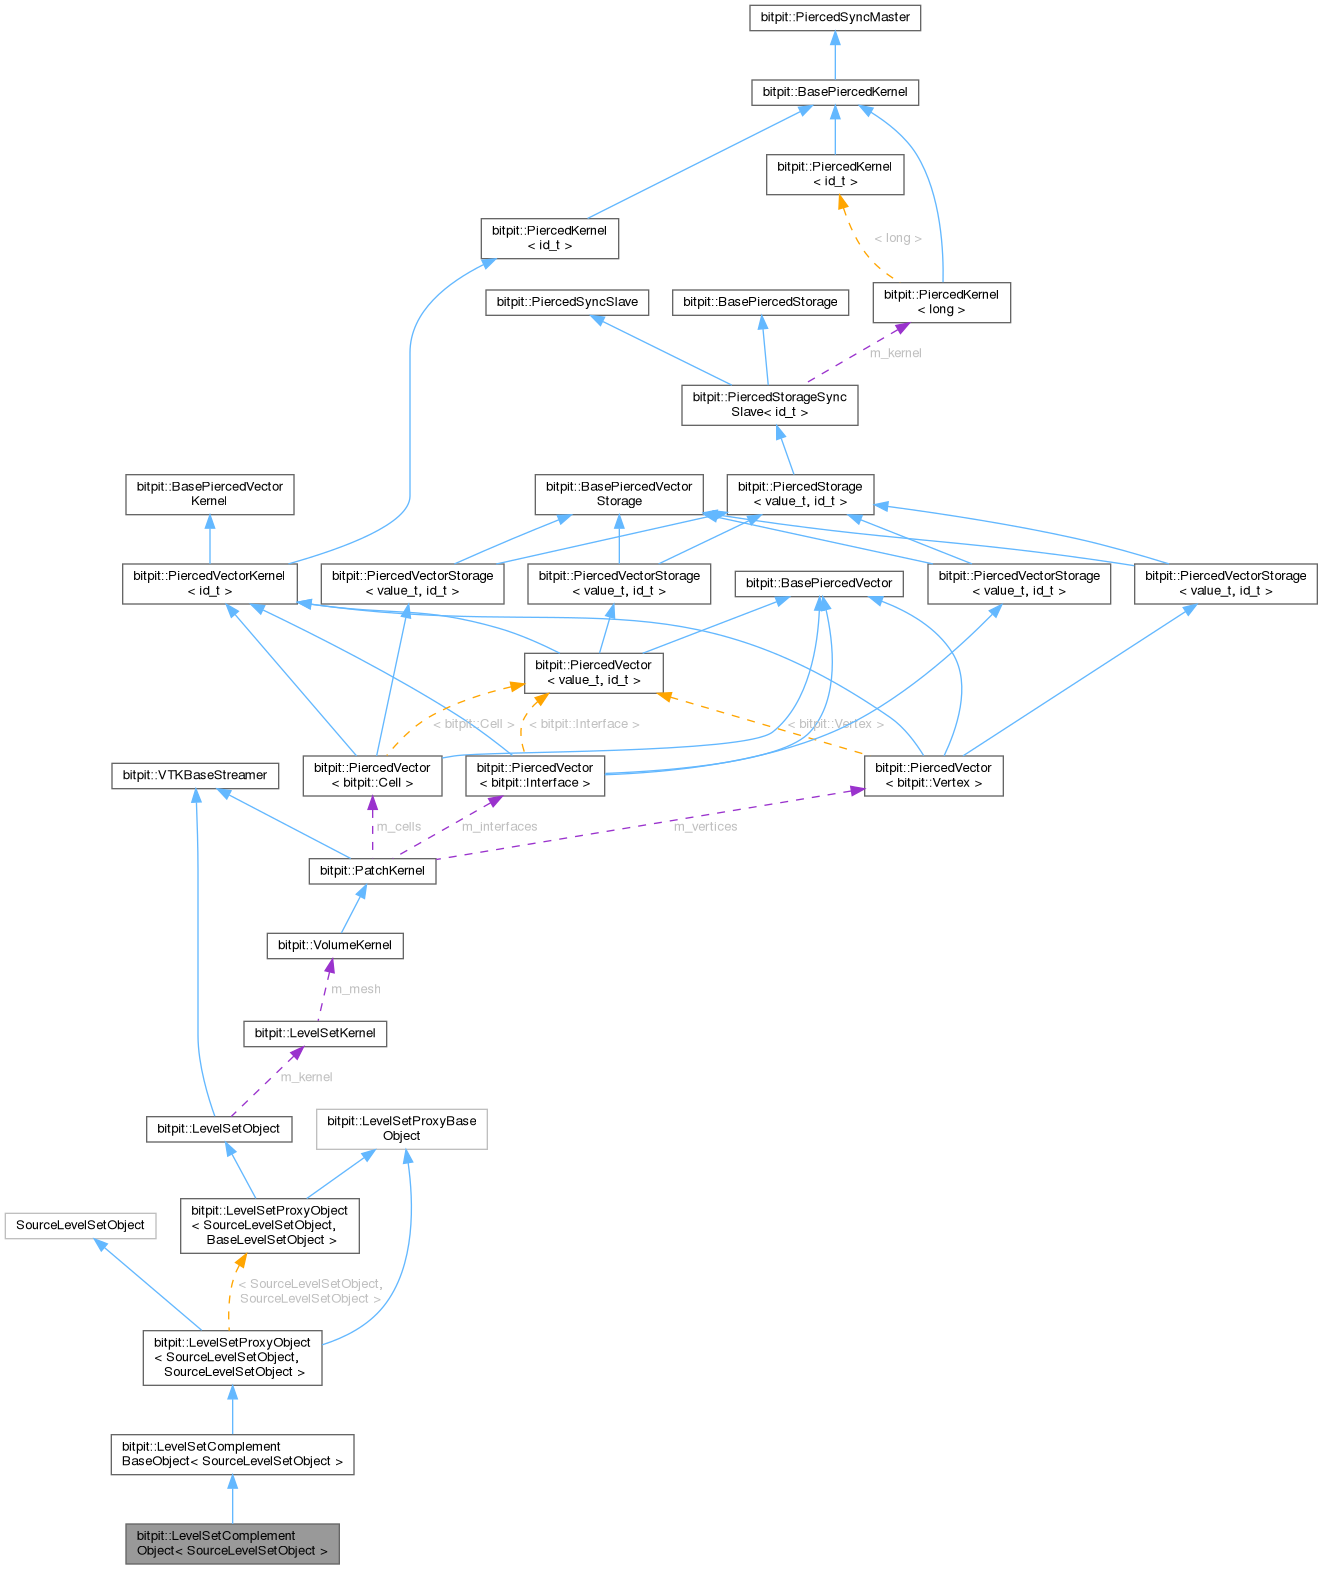 bitpit::PiercedSyncMaster
bitpit::BasePiercedKernel
bitpit::PiercedKernel
< id_t >
bitpit::PiercedKernel
< id_t >
< long >
bitpit::PiercedSyncSlave
bitpit::BasePiercedStorage
bitpit::PiercedKernel
< long >
m_kernel
bitpit::PiercedStorageSync
Slave< id_t >
bitpit::BasePiercedVector
Kernel
bitpit::BasePiercedVector
Storage
bitpit::PiercedStorage
< value_t, id_t >
bitpit::PiercedVectorKernel
< id_t >
bitpit::PiercedVectorStorage
< value_t, id_t >
bitpit::PiercedVectorStorage
< value_t, id_t >
bitpit::BasePiercedVector
bitpit::PiercedVectorStorage
< value_t, id_t >
bitpit::PiercedVectorStorage
< value_t, id_t >
bitpit::PiercedVector
< value_t, id_t >
< bitpit::Cell >
< bitpit::Interface >
< bitpit::Vertex >
bitpit::VTKBaseStreamer
bitpit::PiercedVector
< bitpit::Cell >
bitpit::PiercedVector
< bitpit::Interface >
bitpit::PiercedVector
< bitpit::Vertex >
m_cells
m_interfaces
m_vertices
bitpit::PatchKernel
bitpit::VolumeKernel
m_mesh
bitpit::LevelSetKernel
m_kernel
bitpit::LevelSetObject
bitpit::LevelSetProxyBase
Object
bitpit::LevelSetProxyObject
< SourceLevelSetObject,
BaseLevelSetObject >
SourceLevelSetObject
< SourceLevelSetObject,
SourceLevelSetObject >
bitpit::LevelSetProxyObject
< SourceLevelSetObject,
SourceLevelSetObject >
bitpit::LevelSetComplement
BaseObject< SourceLevelSetObject >
bitpit::LevelSetComplement
Object< SourceLevelSetObject >